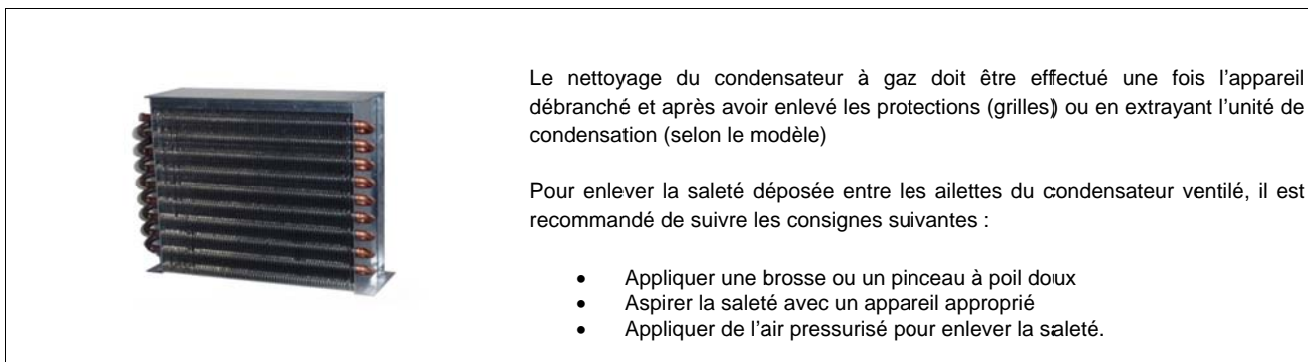 Le nettoyage du condensateur à gaz doit être effectué une fois l’appareil
débranché et après avoir enlevé les protections (grilles) ou en extrayant l’unité de
condensation (selon le modèle)
Pour enlever la saleté déposée entre les ailettes du condensateur ventilé, il est
recommandé de suivre les consignes suivantes :
• Appliquer une brosse ou un pinceau à poil doux
• Aspirer la saleté avec un appareil approprié
• Appliquer de l’air pressurisé pour enlever la saleté.